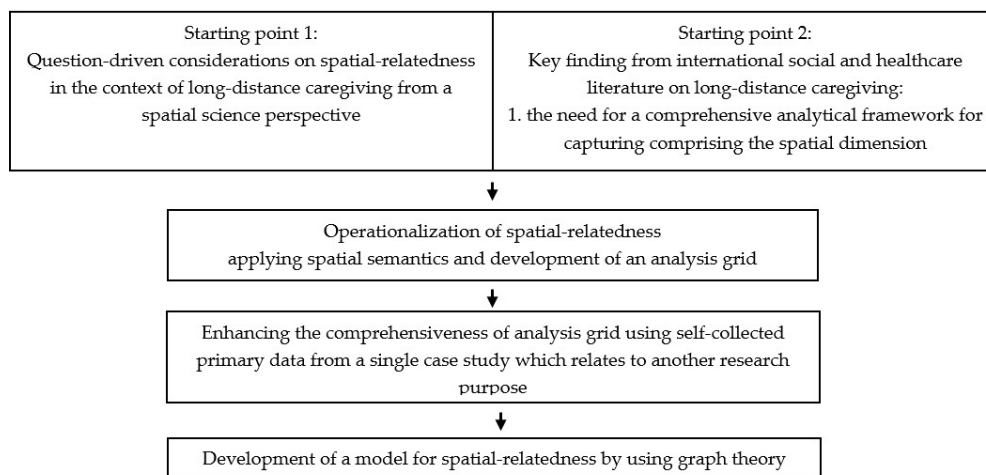 Starting point 1:
Question-driven considerations on spatial-relatedness
in the context of long-distance caregiving from a
spatial science perspective
Starting point 2:
Key finding from international social and healthcare
literature on long-distance caregiving:
1. the need for a comprehensive analytical framework for
capturing comprising the spatial dimension
Operationalization of spatial-relatedness
applying spatial semantics and development of an analysis grid
Enhancing the comprehensiveness of analysis grid using self-collected
primary data from a single case study which relates to another research
purpose
Development of a model for spatial-relatedness by using graph theory